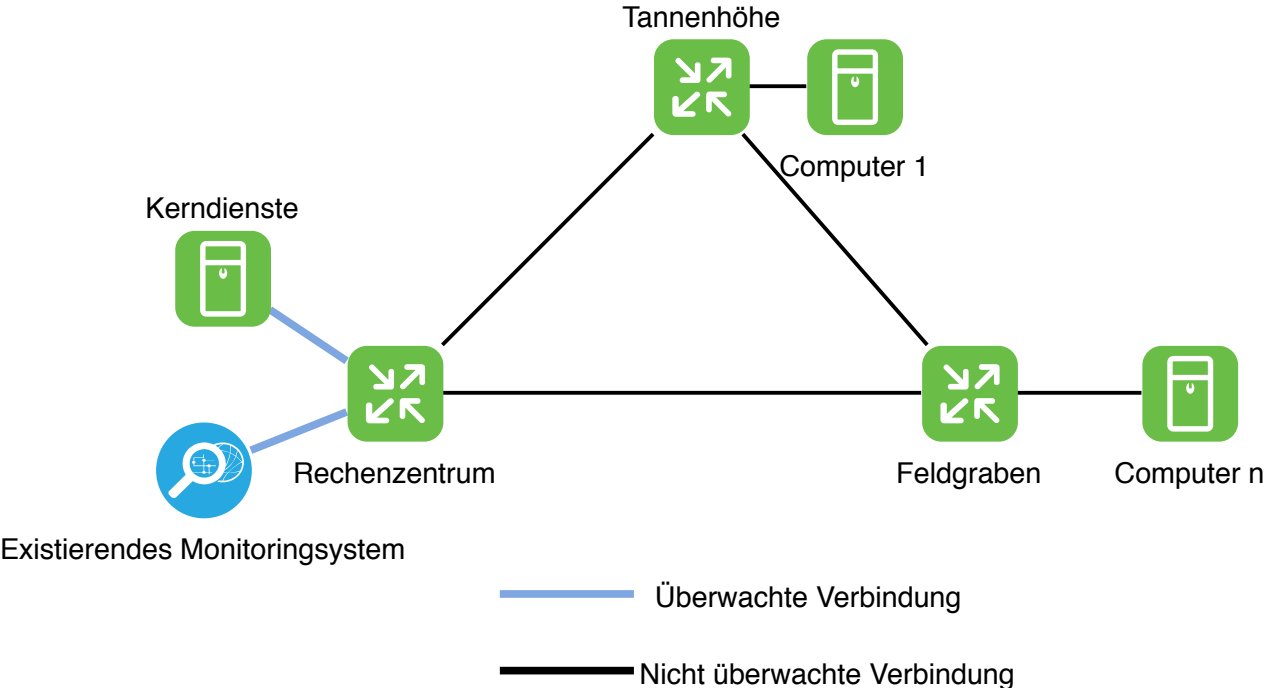 Tannenhöhe
Computer 1
Kerndienste
Rechenzentrum
Feldgraben
Computer n
Existierendes Monitoringsystem
Überwachte Verbindung
Nicht überwachte Verbindung